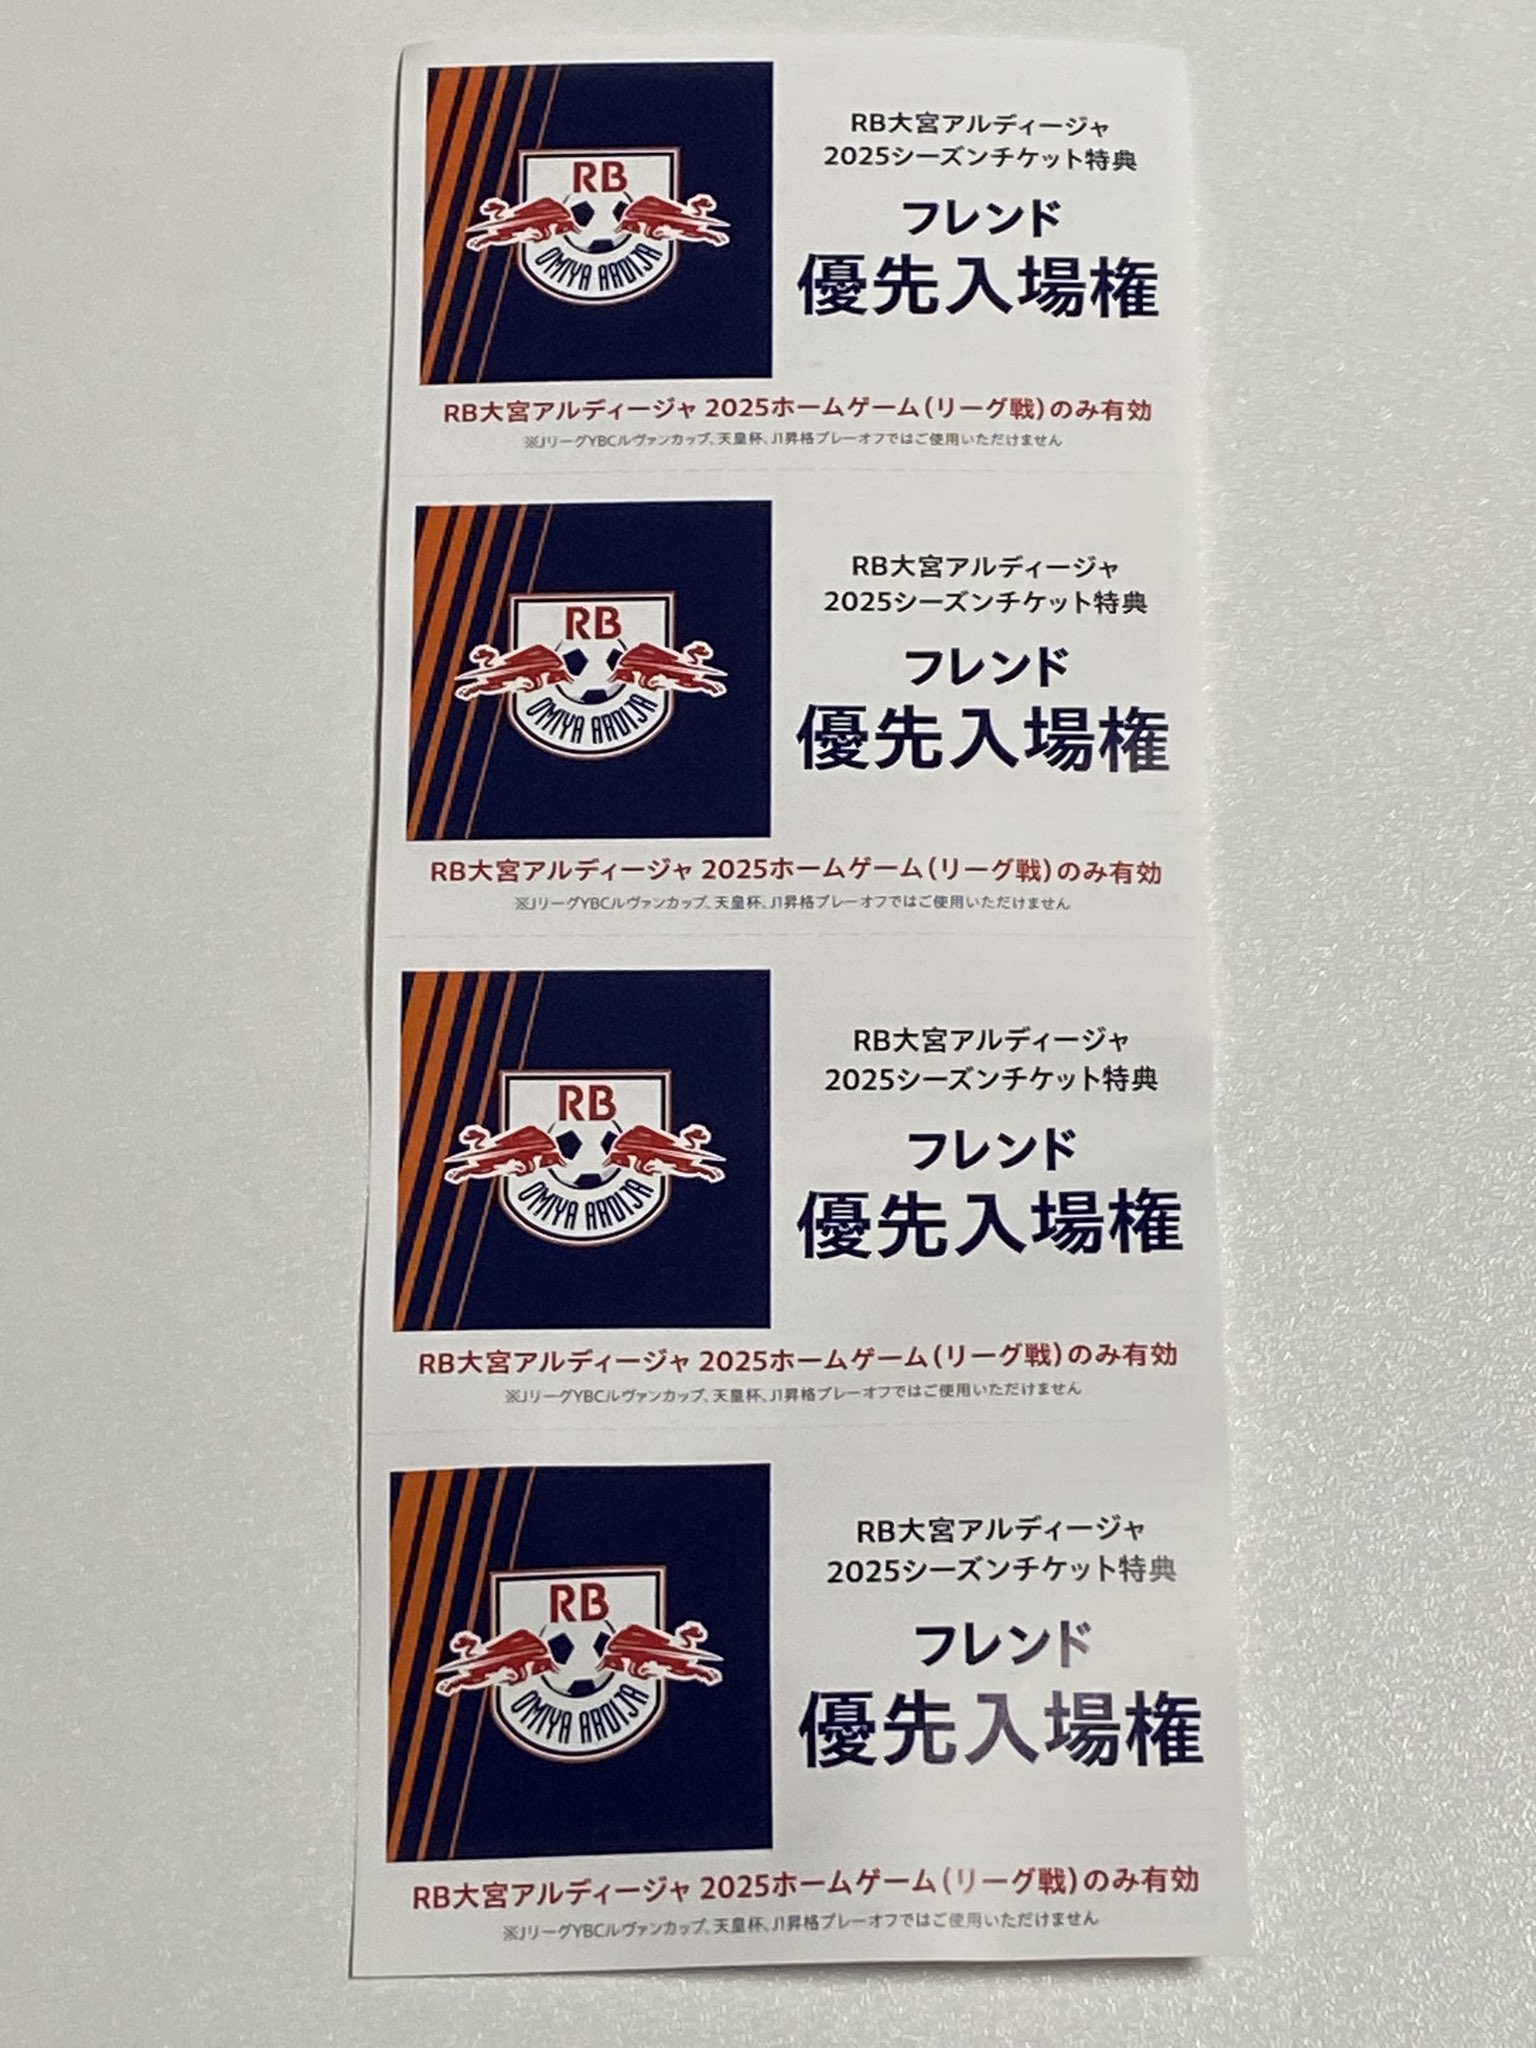 RB
OMIYA ARDIJA
RB大宮アルディージャ
2025シーズンチケット特典
フレンド
優先入場権
RB大宮アルディージャ 2025ホームゲーム(リーグ戦)のみ有効
※JリーグYBCルヴァンカップ、天皇杯、J1昇格プレーオフではご使用いただけません
RB
OMIYA ARDIJA
RB大宮アルディージャ
2025シーズンチケット特典
フレンド
優先入場権
RB大宮アルディージャ 2025ホームゲーム(リーグ戦)のみ有効
※JリーグYBCルヴァンカップ、天皇杯、J1昇格プレーオフではご使用いただけません
RB
OMIYA ARDIJA
RB大宮アルディージャ
2025シーズンチケット特典
フレンド
優先入場権
RB大宮アルディージャ 2025ホームゲーム(リーグ戦)のみ有効
※JリーグYBCルヴァンカップ、天皇杯、J1昇格プレーオフではご使用いただけません
RB
OMIYA ARDIJA
RB大宮アルディージャ
2025シーズンチケット特典
フレンド
優先入場権
RB大宮アルディージャ 2025ホームゲーム(リーグ戦)のみ有効
※JリーグYBCルヴァンカップ、天皇杯、J1昇格プレーオフではご使用いただけません